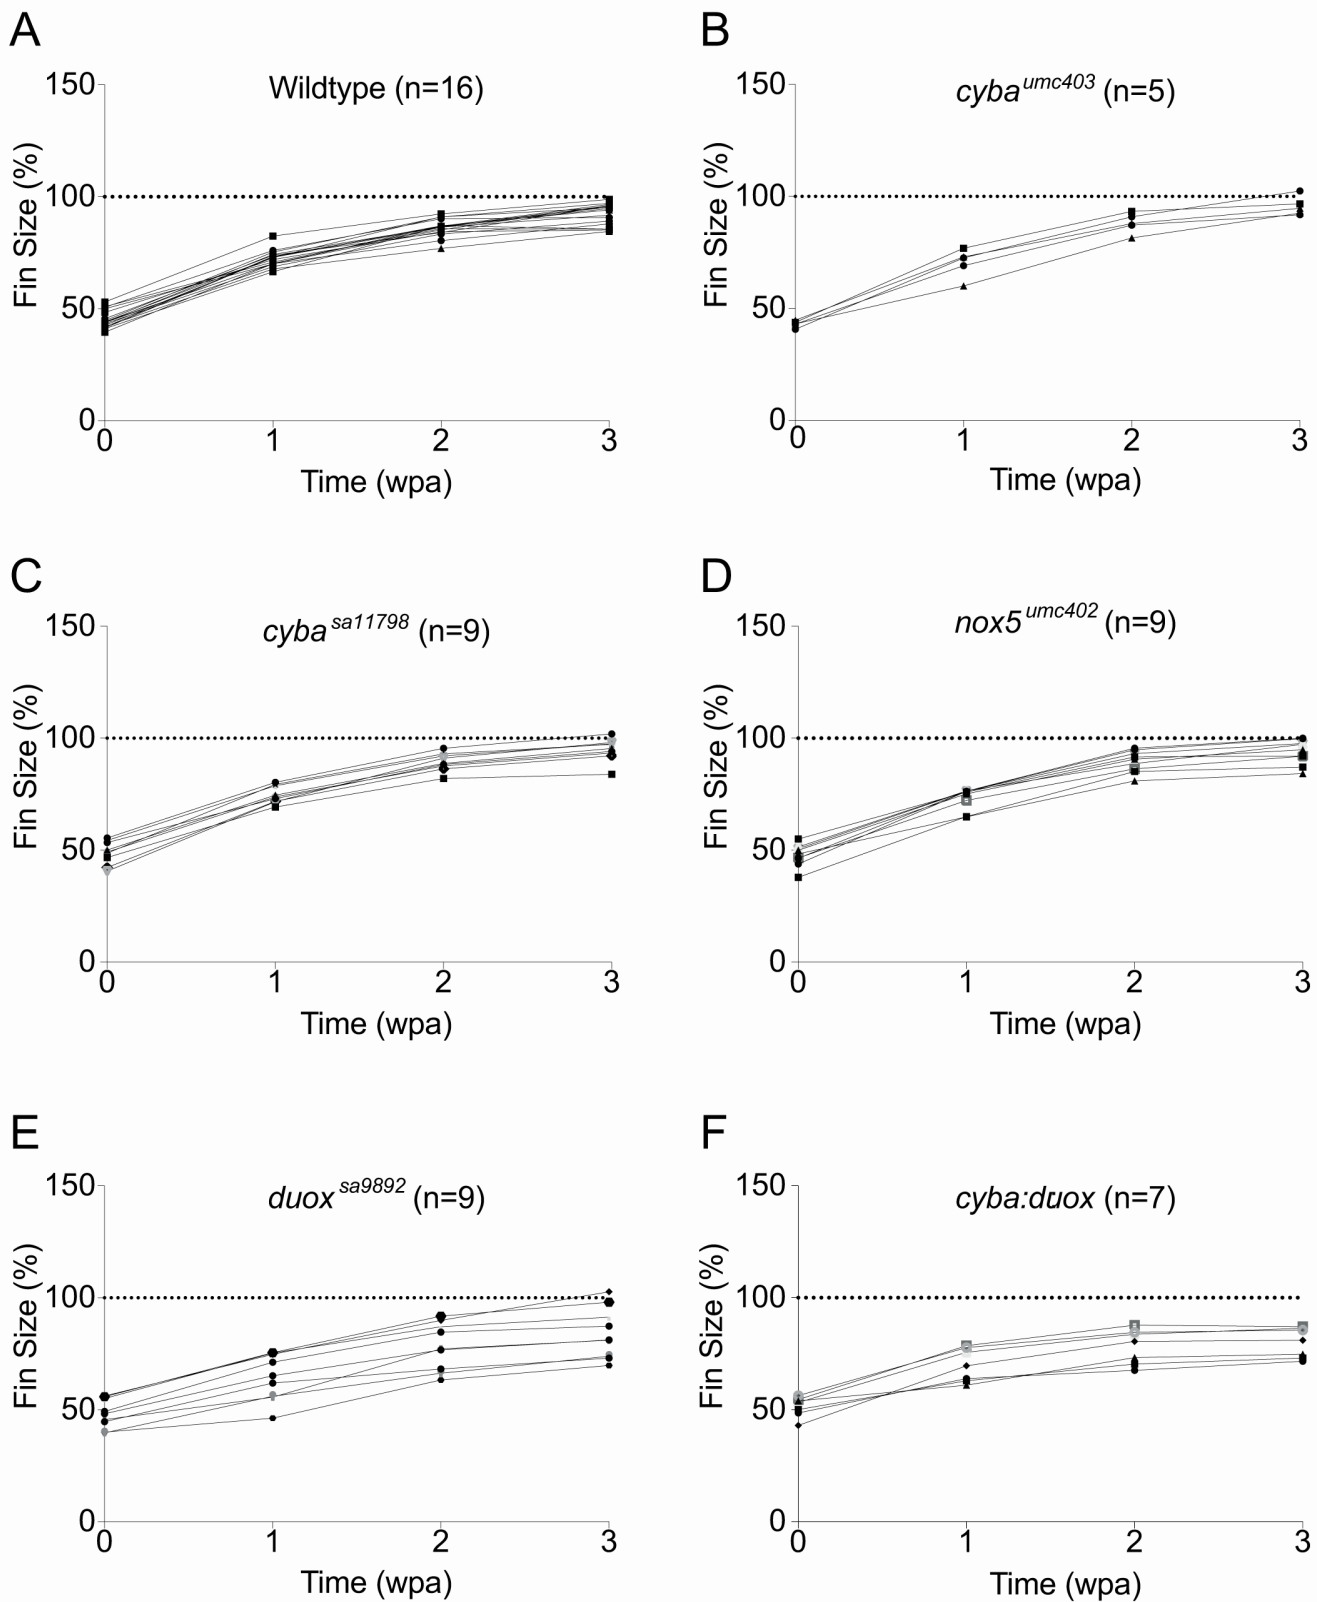 A
B
Wildtype (n=16)
cyba umc403 (n=5)
Fin Size (%)
150
100
50
0
0 1 2 3
Time (wpa)
Fin Size (%)
150
100
50
0
0 1 2 3
Time (wpa)
C
D
cyba sa11798 (n=9)
nox5 umc402 (n=9)
Fin Size (%)
150
100
50
0
0 1 2 3
Time (wpa)
Fin Size (%)
150
100
50
0
0 1 2 3
Time (wpa)
E
F
duox sa9892 (n=9)
cyba:duox (n=7)
Fin Size (%)
150
100
50
0
0 1 2 3
Time (wpa)
Fin Size (%)
150
100
50
0
0 1 2 3
Time (wpa)